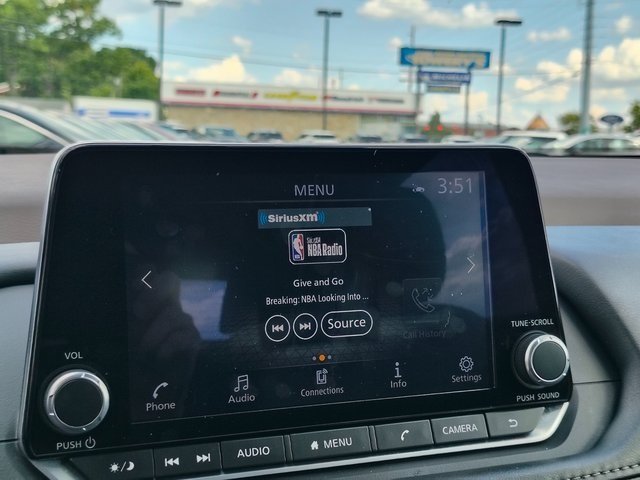 MENU
3:51
SiriusXM
SiriusXM
NBA Radio
Give and Go
Breaking: NBA Looking Into ...
Source
Call History
Phone
Audio
Connections
Info
Settings
VOL
PUSH
TUNE·SCROLL
PUSH SOUND
AUDIO
MENU
CAMERA